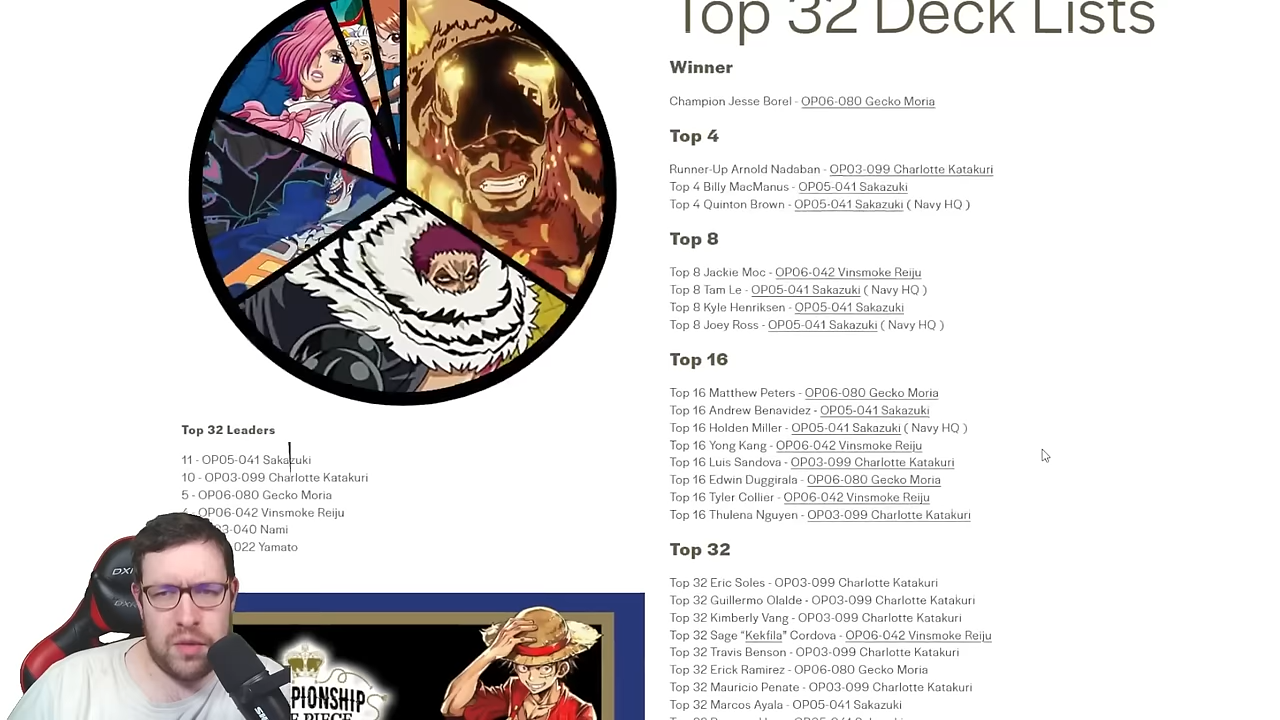 Top 32 Deck Lists
Winner
Champion Jesse Borel - OP06-080 Gecko Moria
Top 4
Runner-Up Arnold Nadaban - OP03-099 Charlotte Katakuri
Top 4 Billy MacManus - OP05-041 Sakazuki
Top 4 Quinton Brown - OP05-041 Sakazuki ( Navy HQ )
Top 8
Top 8 Jackie Moc - OP06-042 Vinsmoke Reiju
Top 8 Tam Le - OP05-041 Sakazuki ( Navy HQ )
Top 8 Kyle Henriksen - OP05-041 Sakazuki
Top 8 Joey Ross - OP05-041 Sakazuki ( Navy HQ )
Top 16
Top 16 Matthew Peters - OP06-080 Gecko Moria
Top 16 Andrew Benavidez - OP05-041 Sakazuki
Top 16 Holden Miller - OP05-041 Sakazuki ( Navy HQ )
Top 16 Yong Kang - OP06-042 Vinsmoke Reiju
Top 16 Luis Sandova - OP03-099 Charlotte Katakuri
Top 16 Edwin Duggirala - OP06-080 Gecko Moria
Top 16 Tyler Collier - OP06-042 Vinsmoke Reiju
Top 16 Thulena Nguyen - OP03-099 Charlotte Katakuri
Top 32
Top 32 Eric Soles - OP03-099 Charlotte Katakuri
Top 32 Guillermo Olalde - OP03-099 Charlotte Katakuri
Top 32 Kimberly Vang - OP03-099 Charlotte Katakuri
Top 32 Sage “Kekfila” Cordova - OP06-042 Vinsmoke Reiju
Top 32 Travis Benson - OP03-099 Charlotte Katakuri
Top 32 Erick Ramirez - OP06-080 Gecko Moria
Top 32 Mauricio Penate - OP03-099 Charlotte Katakuri
Top 32 Marcos Ayala - OP05-041 Sakazuki
Top 32 Leaders
11 - OP05-041 Sakazuki
10 - OP03-099 Charlotte Katakuri
5 - OP06-080 Gecko Moria
- OP06-042 Vinsmoke Reiju
3-040 Nami
022 Yamato
PIONSHIP
E PIECE